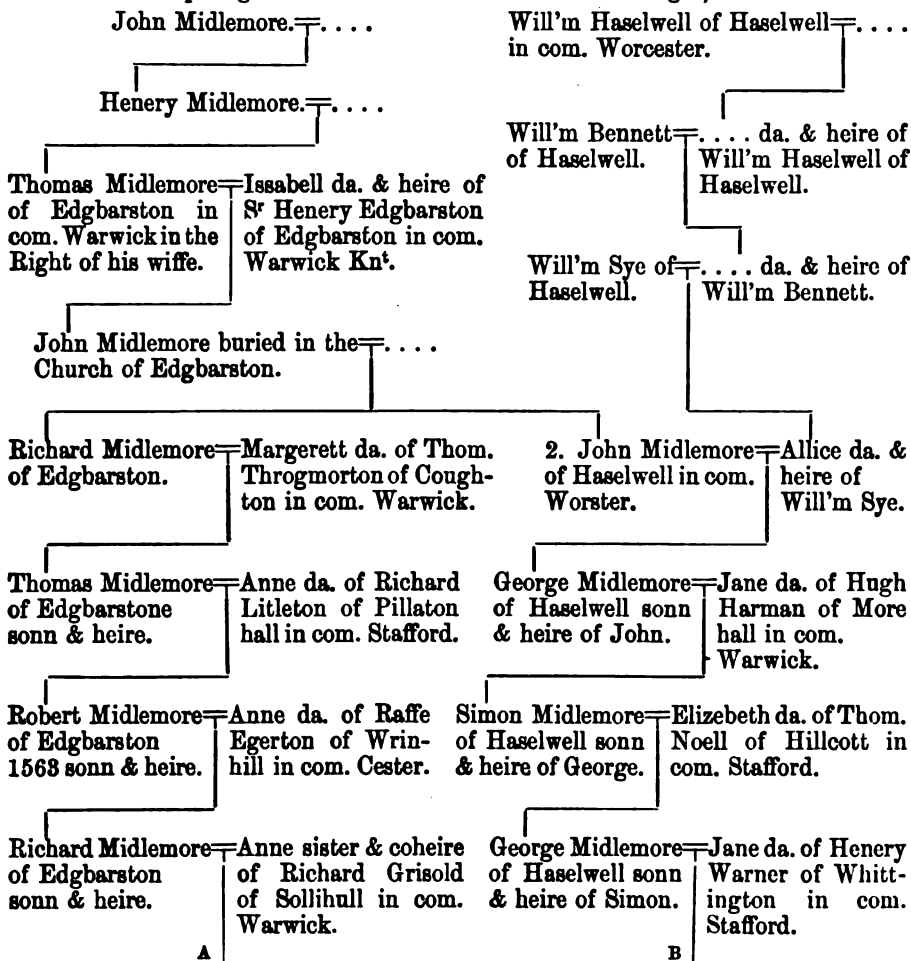 John Midlemore.=. . . .
Will'm Haselwell of Haselwell=. . . .
in com. Worcester.
Henery Midlemore.=. . . .
Will'm Bennett=. . . . da. & heire of
of Haselwell.
Will'm Haselwell of
Haselwell.
Thomas Midlemore=Issabell da. & heire of
of Edgbarston in
com. Warwick in the
Right of his wiffe.
Sr Henery Edgbarston
of Edgbarston in com.
Warwick Knt.
Will'm Sye of=. . . . da. & heire of
Haselwell.
Will'm Bennett.
John Midlemore buried in the=. . . .
Church of Edgbarston.
Richard Midlemore=Margerett da. of Thom.
of Edgbarston.
Throgmorton of Cough-
ton in com. Warwick.
2. John Midlemore=Allice da. &
of Haselwell in com.
Worster.
heire of
Will'm Sye.
Thomas Midlemore=Anne da. of Richard
of Edgbarstone
sonn & heire.
Litleton of Pillaton
hall in com. Stafford.
George Midlemore=Jane da. of Hugh
of Haselwell sonn
& heire of John.
Harman of More
hall in com.
Warwick.
Robert Midlemore=Anne da. of Raffe
of Edgbarston
1563 sonn & heire.
Egerton of Wrin-
hill in com. Cester.
Simon Midlemore=Elizebeth da. of Thom.
of Haselwell sonn
& heire of George.
Noell of Hillcott in
com. Stafford.
Richard Midlemore=Anne sister & coheire
of Edgbarston
sonn & heire.
of Richard Grisold
of Sollihull in com.
Warwick.
George Midlemore=Jane da. of Henery
of Haselwell sonn
& heire of Simon.
Warner of Whitt-
ington in com.
Stafford.
A
B